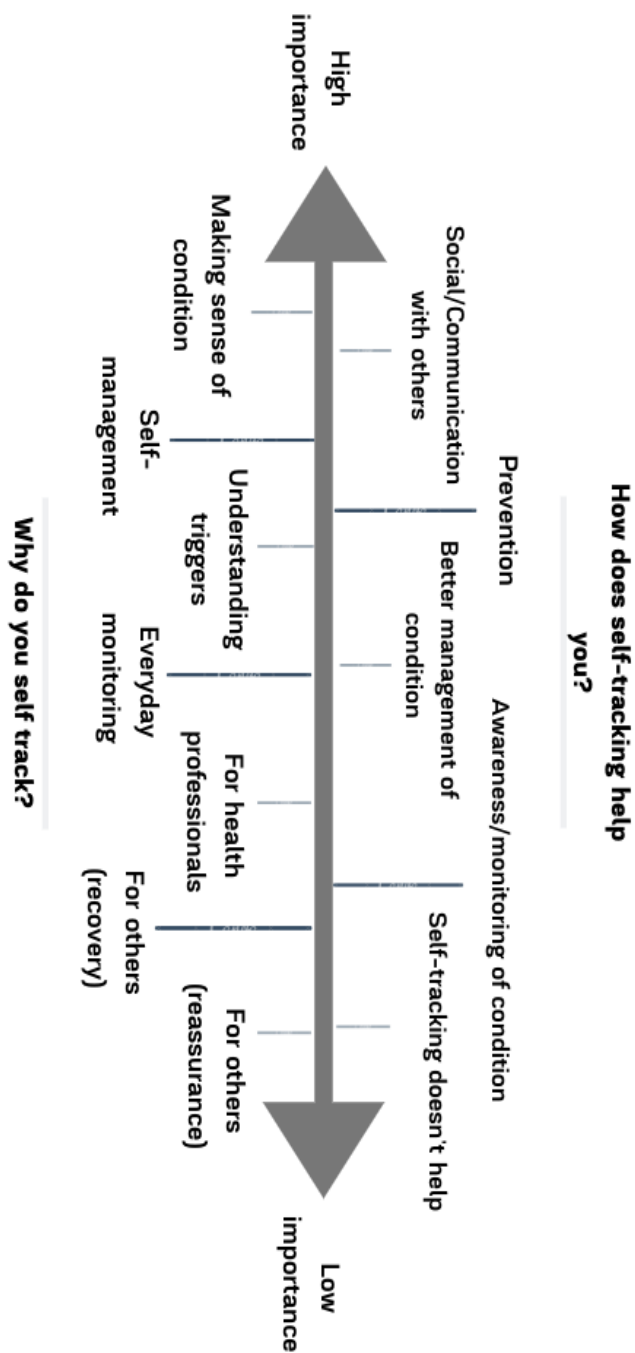 How does self-tracking help
you?
Awareness/monitoring of condition
Prevention
Social/Communication
with others
Better management of
condition
Self-tracking doesn't help
High
importance
Low
importance
Making sense of
condition
Understanding
triggers
For health
professionals
For others
(reassurance)
Self-
management
Everyday
monitoring
For others
(recovery)
Why do you self track?